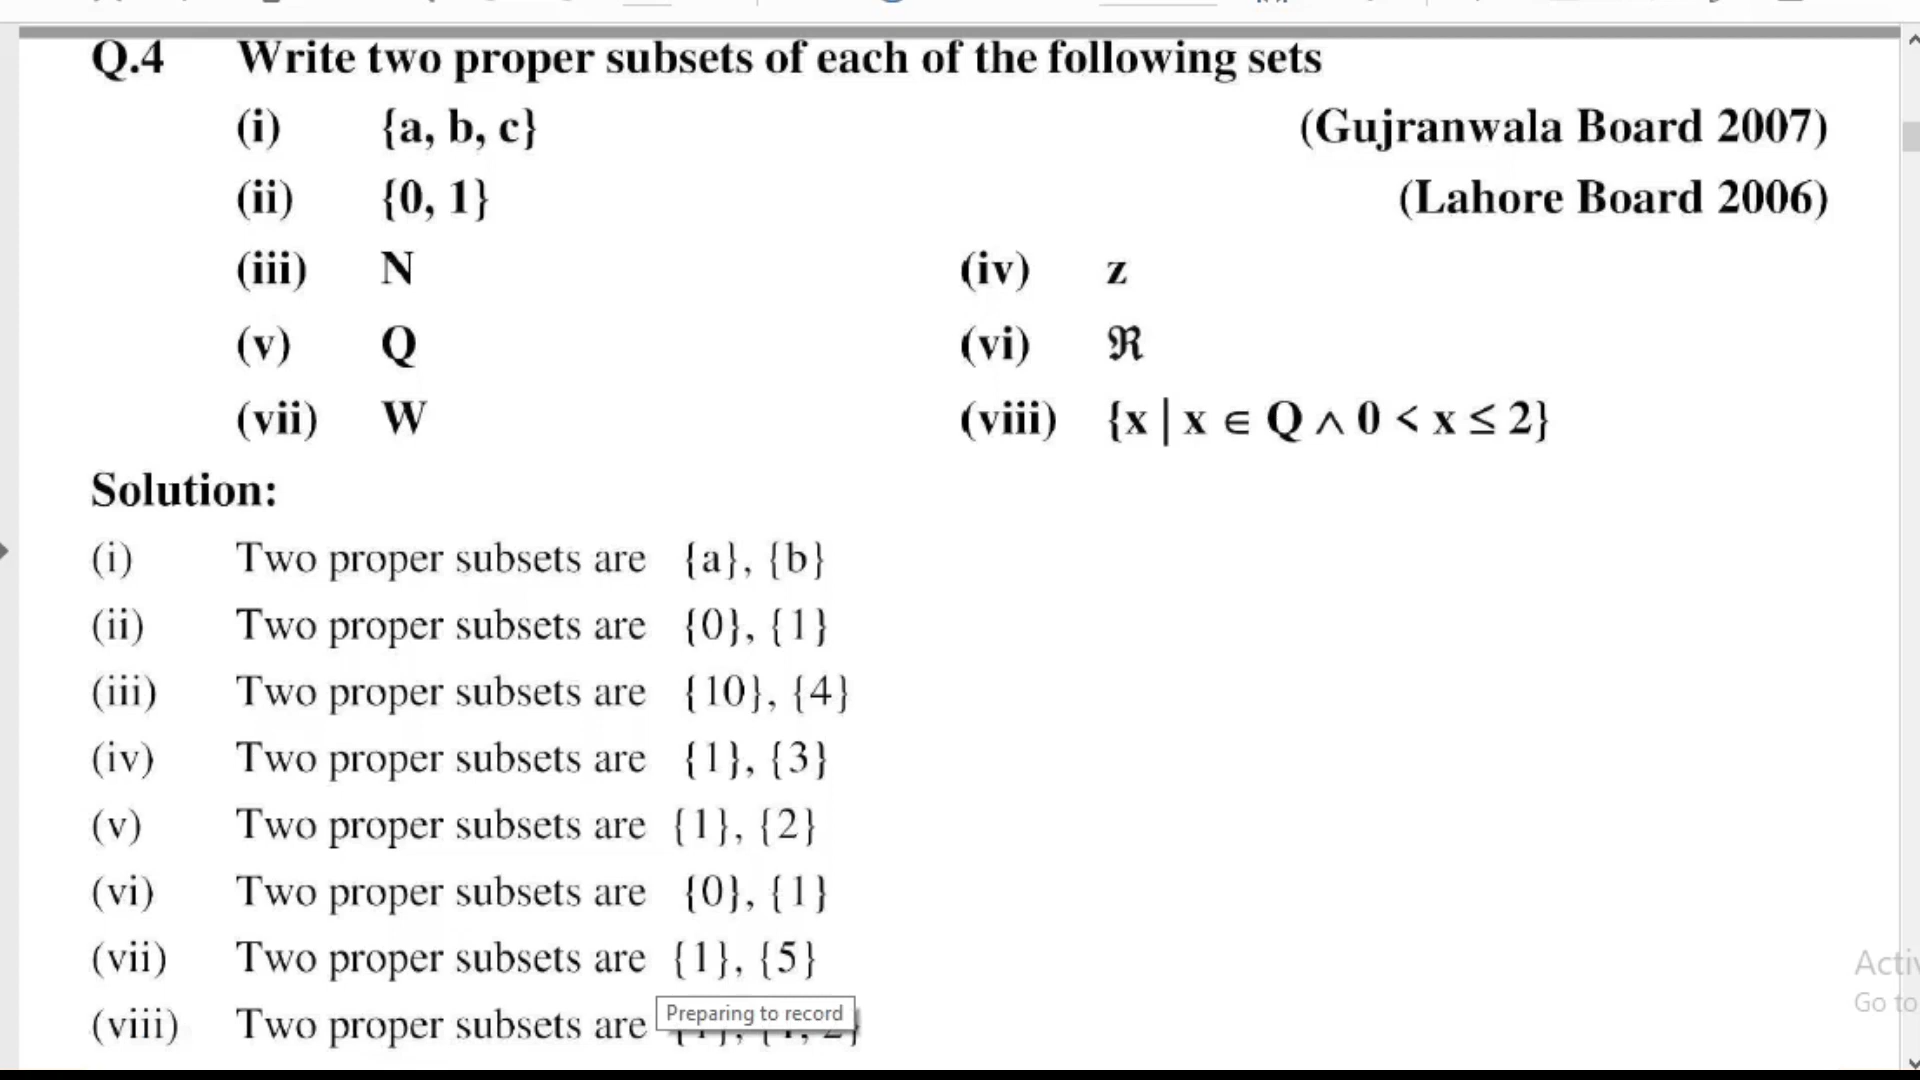 Q.4 Write two proper subsets of each of the following sets
(i) {a, b, c} (Gujranwala Board 2007)
(ii) {0, 1} (Lahore Board 2006)
(iii) N (iv) z
(v) Q (vi) ℜ
(vii) W (viii) {x | x ∈ Q ∧ 0 < x ≤ 2}
Solution:
(i) Two proper subsets are {a}, {b}
(ii) Two proper subsets are {0}, {1}
(iii) Two proper subsets are {10}, {4}
(iv) Two proper subsets are {1}, {3}
(v) Two proper subsets are {1}, {2}
(vi) Two proper subsets are {0}, {1}
(vii) Two proper subsets are {1}, {5}
Preparing to record
(viii) Two proper subsets are
Go to